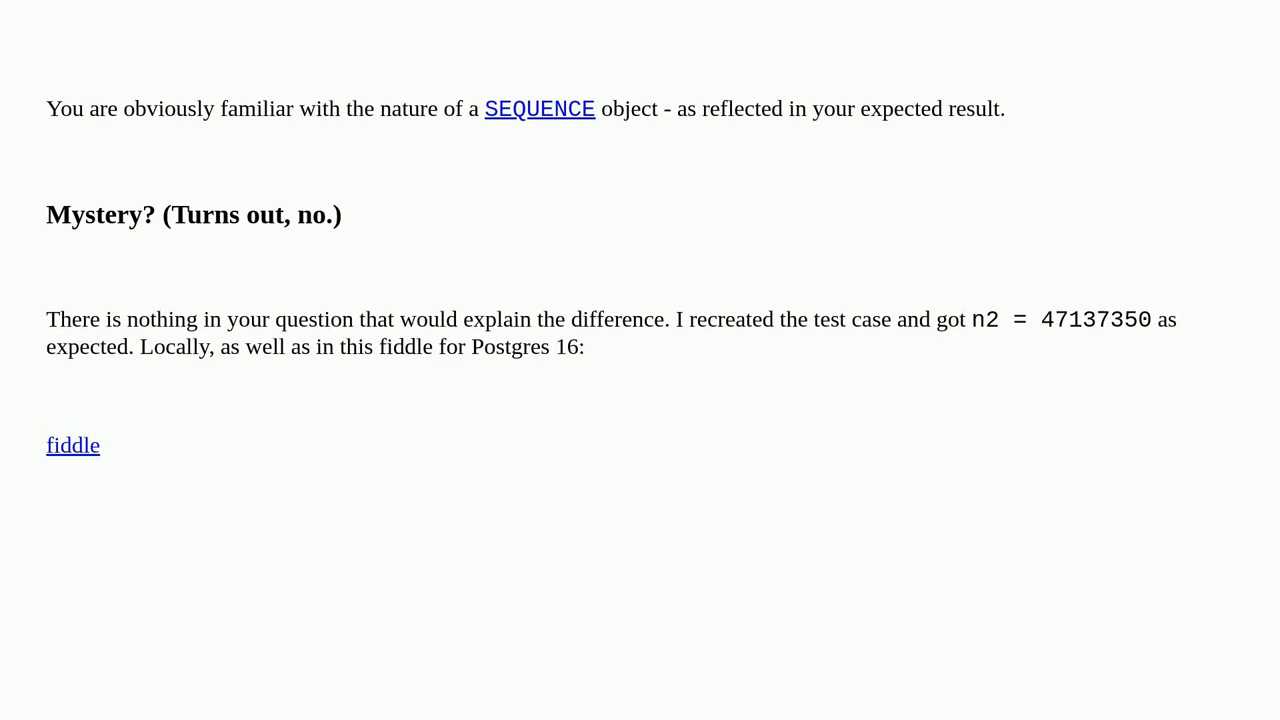 You are obviously familiar with the nature of a SEQUENCE object - as reflected in your expected result.
Mystery? (Turns out, no.)
There is nothing in your question that would explain the difference. I recreated the test case and got n2 = 47137350 as
expected. Locally, as well as in this fiddle for Postgres 16:
fiddle